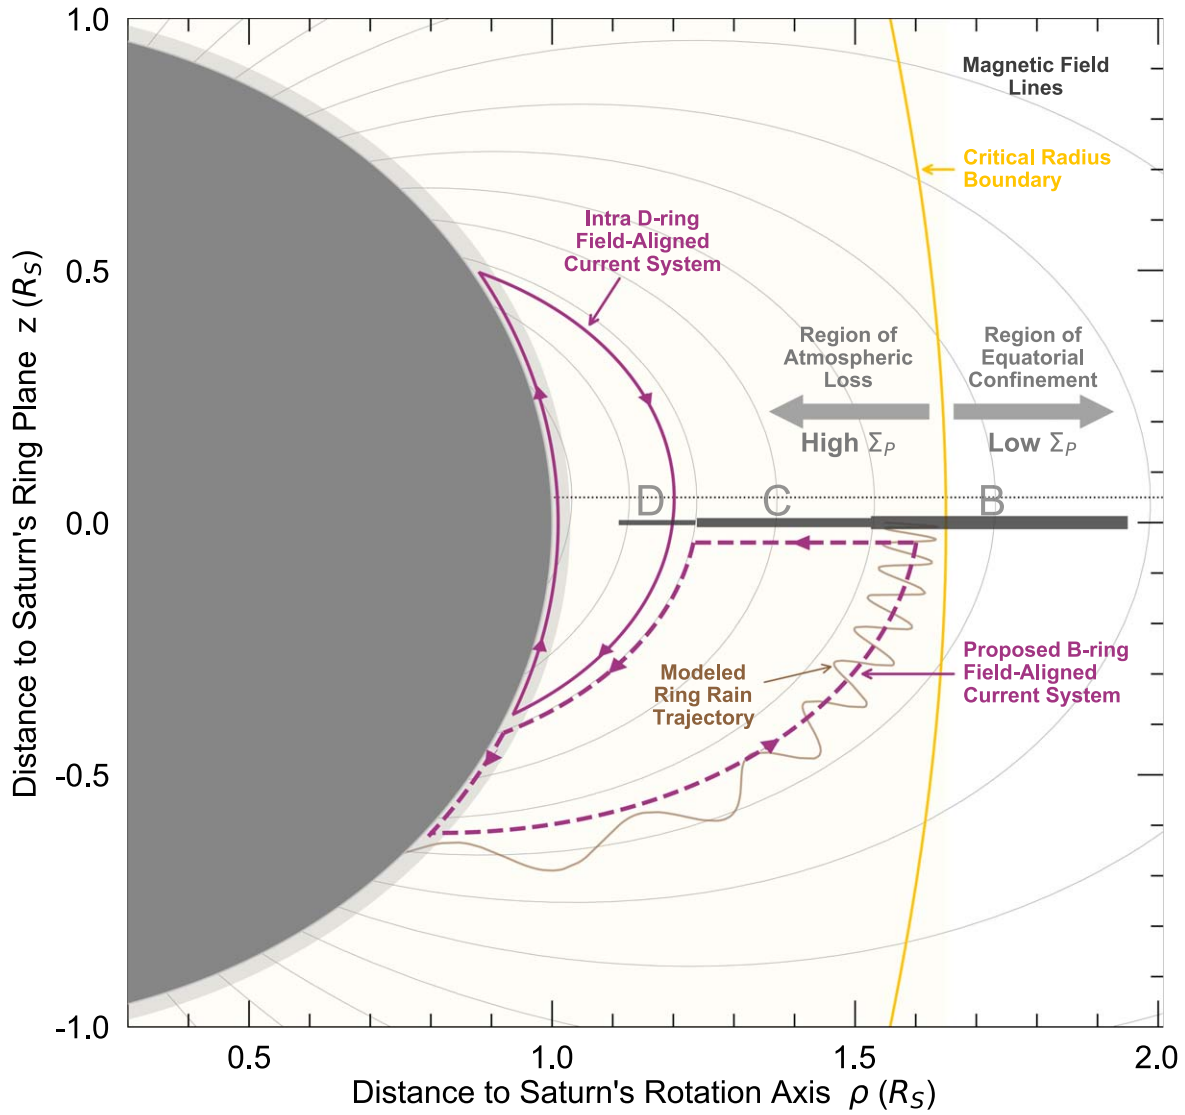 1.0
0.5
0.0
-0.5
-1.0
Distance to Saturn's Ring Plane z (R_S)
Magnetic Field
Lines
Critical Radius
Boundary
Intra D-ring
Field-Aligned
Current System
Region of
Atmospheric
Loss
High Σ_P
Region of
Equatorial
Confinement
Low Σ_P
D
C
B
Modeled
Ring Rain
Trajectory
Proposed B-ring
Field-Aligned
Current System
0.5
1.0
1.5
2.0
Distance to Saturn's Rotation Axis ρ (R_S)